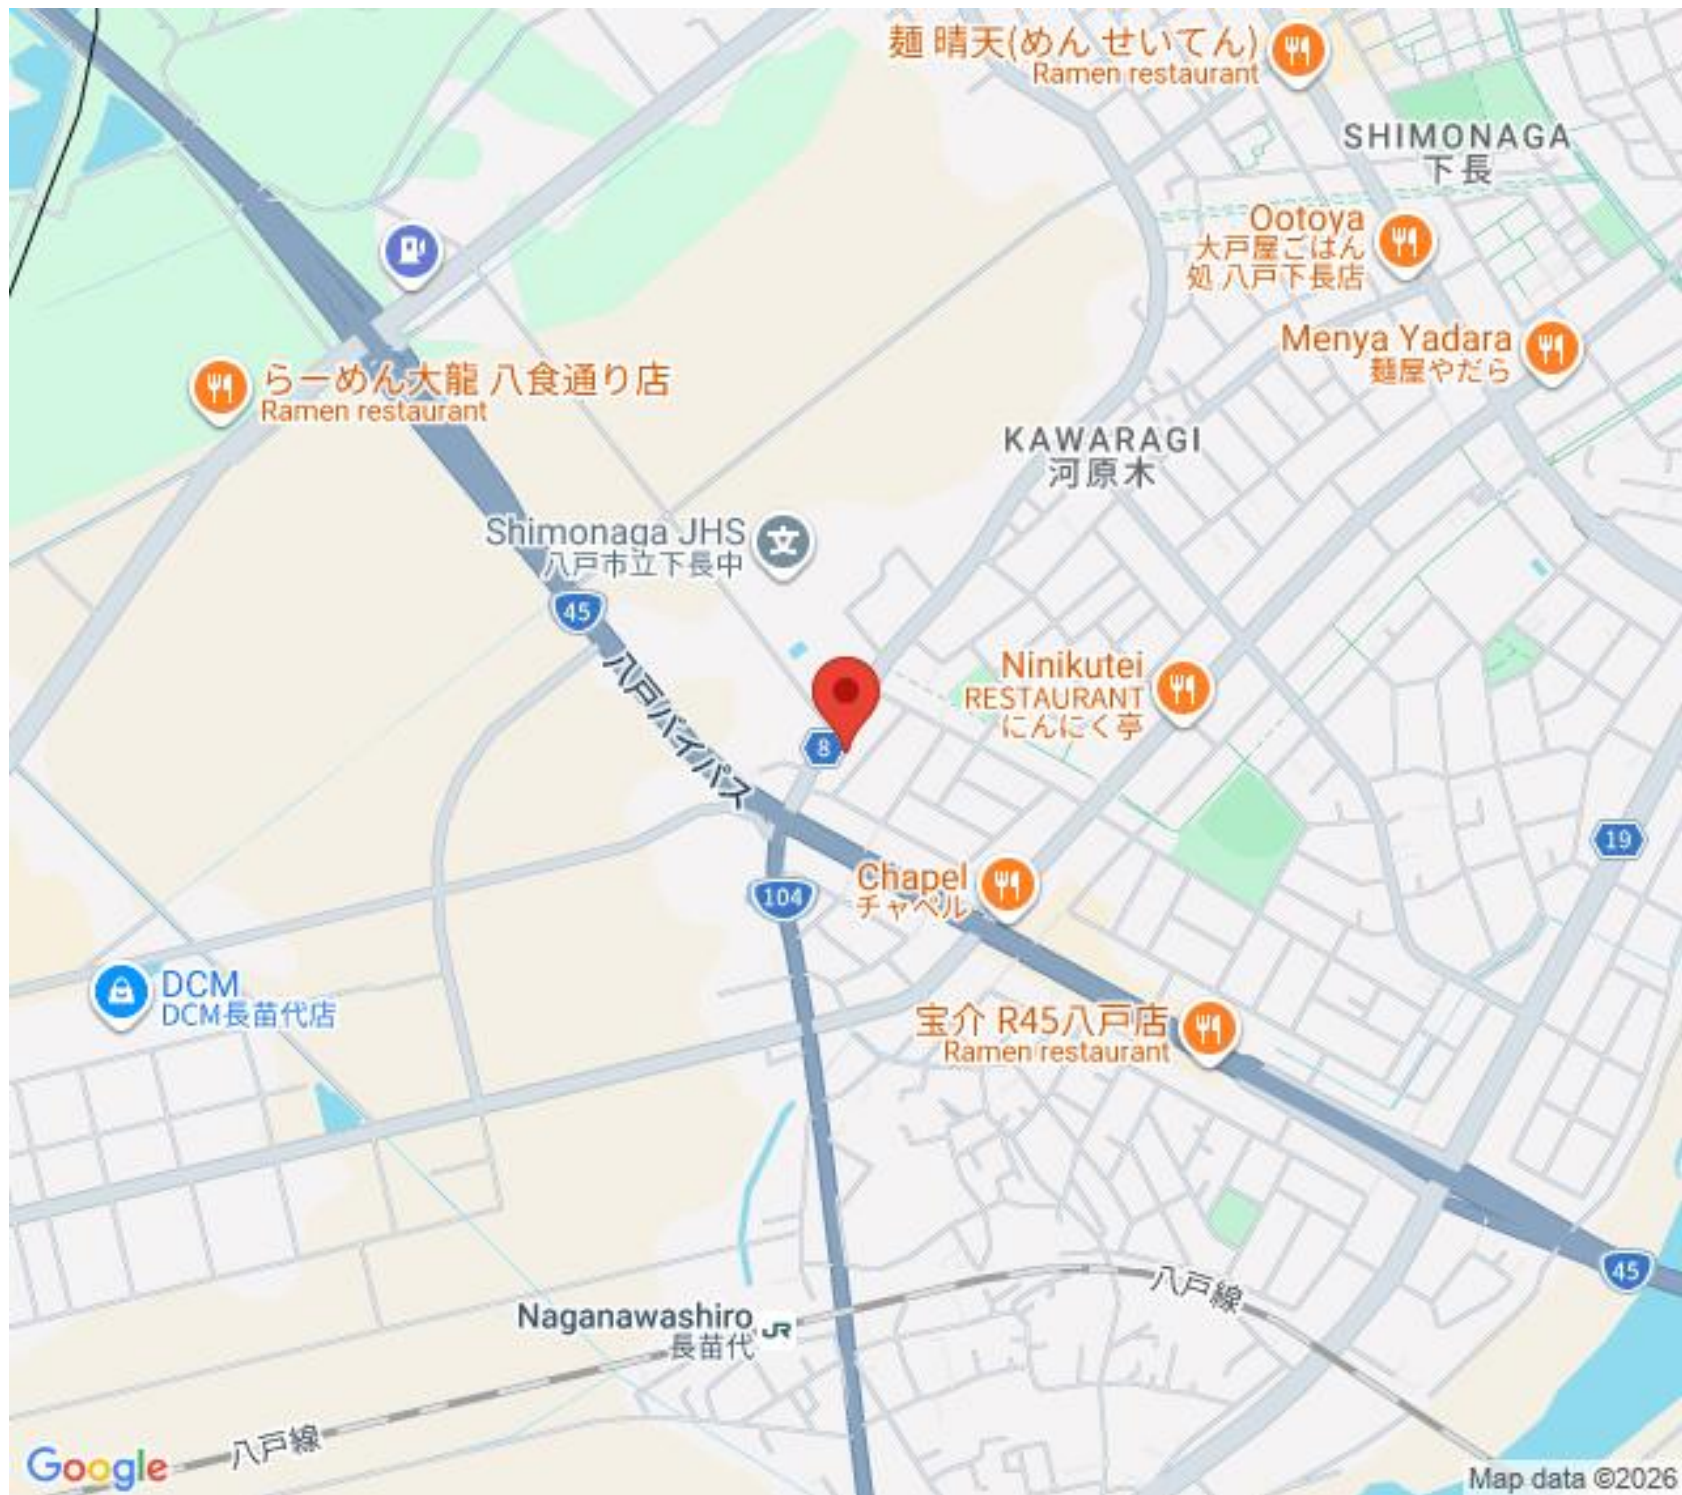 麺 晴天(めん せいてん)
Ramen restaurant
SHIMONAGA
下長
Ootoya
大戸屋ごはん
処 八戸下長店
Menya Yadara
麺屋やだら
らーめん大龍 八食通り店
Ramen restaurant
KAWARAGI
河原木
Shimonaga JHS
八戸市立下長中
45
八戸バイパス
Ninikutei
RESTAURANT
にんにく亭
8
19
Chapel
チャペル
104
DCM
DCM長苗代店
宝介 R45八戸店
Ramen restaurant
45
八戸線
Naganawashiro
長苗代
JR
八戸線
Google
Map data ©2026